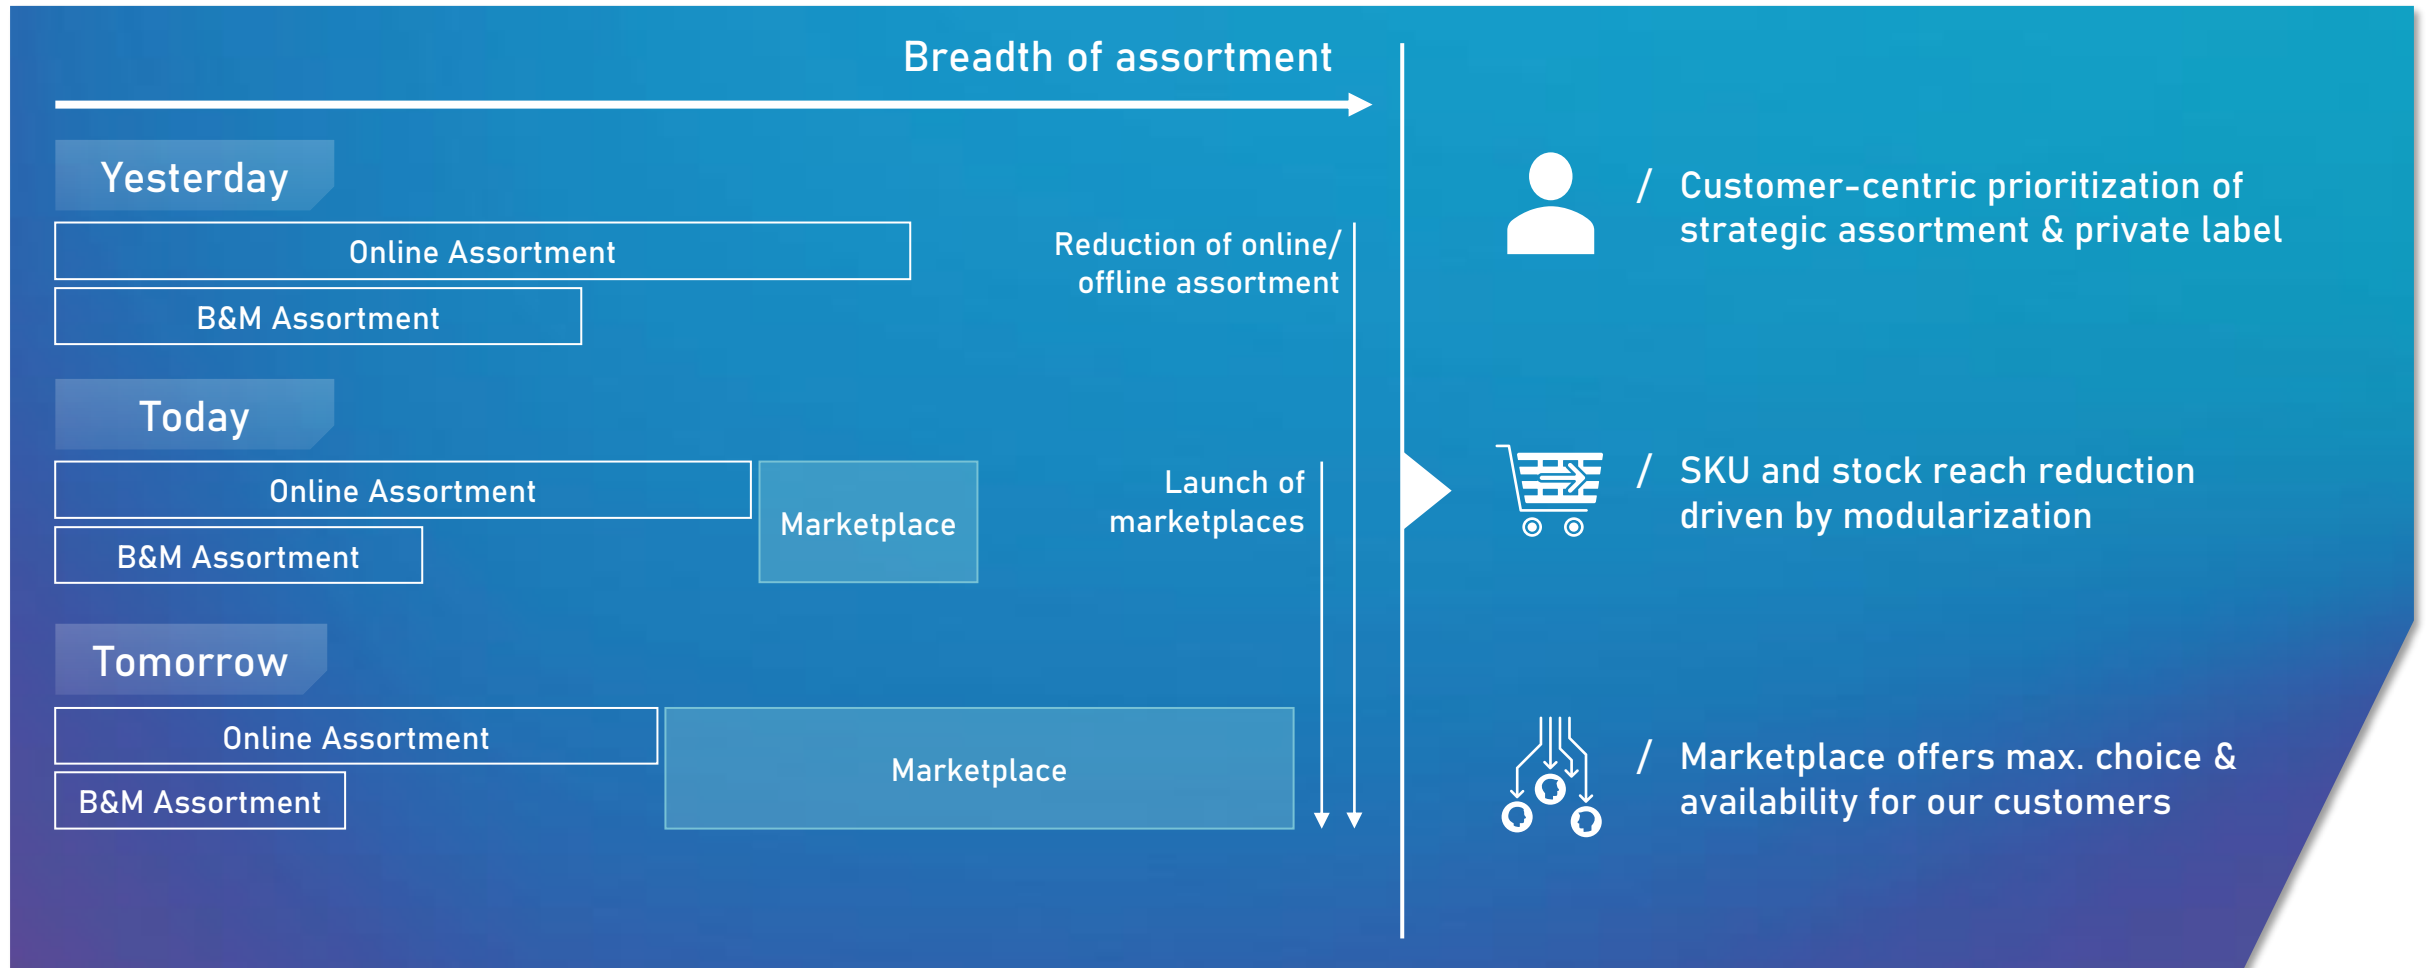 Breadth of assortment
Yesterday
Online Assortment
B&M Assortment
Reduction of online/
offline assortment
Today
Online Assortment
B&M Assortment
Marketplace
Launch of
marketplaces
Tomorrow
Online Assortment
B&M Assortment
Marketplace
/ Customer-centric prioritization of
strategic assortment & private label
/ SKU and stock reach reduction
driven by modularization
/ Marketplace offers max. choice &
availability for our customers